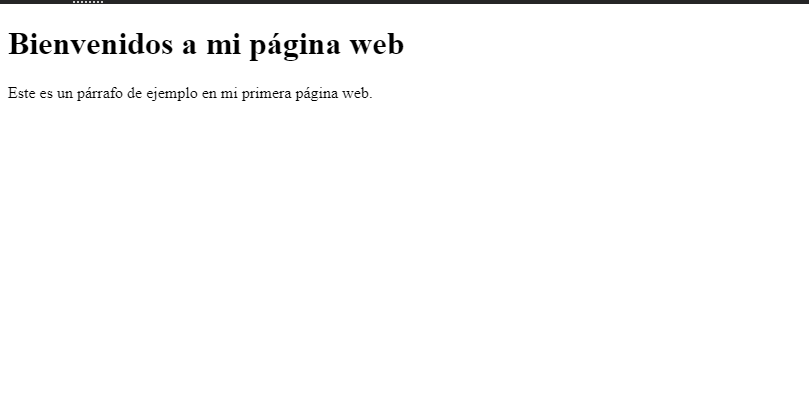 Bienvenidos a mi página web
Este es un párrafo de ejemplo en mi primera página web.